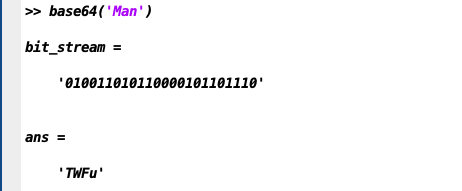 >> base64('Man')
bit_stream =
'010011010110000101101110'
ans =
'TWFu'